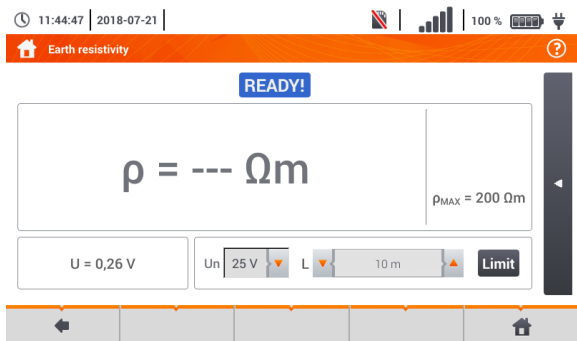 11:44:47 2018-07-21 100 %
Earth resistivity ?
READY!
ρ = --- Ωm
ρMAX = 200 Ωm
U = 0,26 V
Un 25 V L 10 m Limit